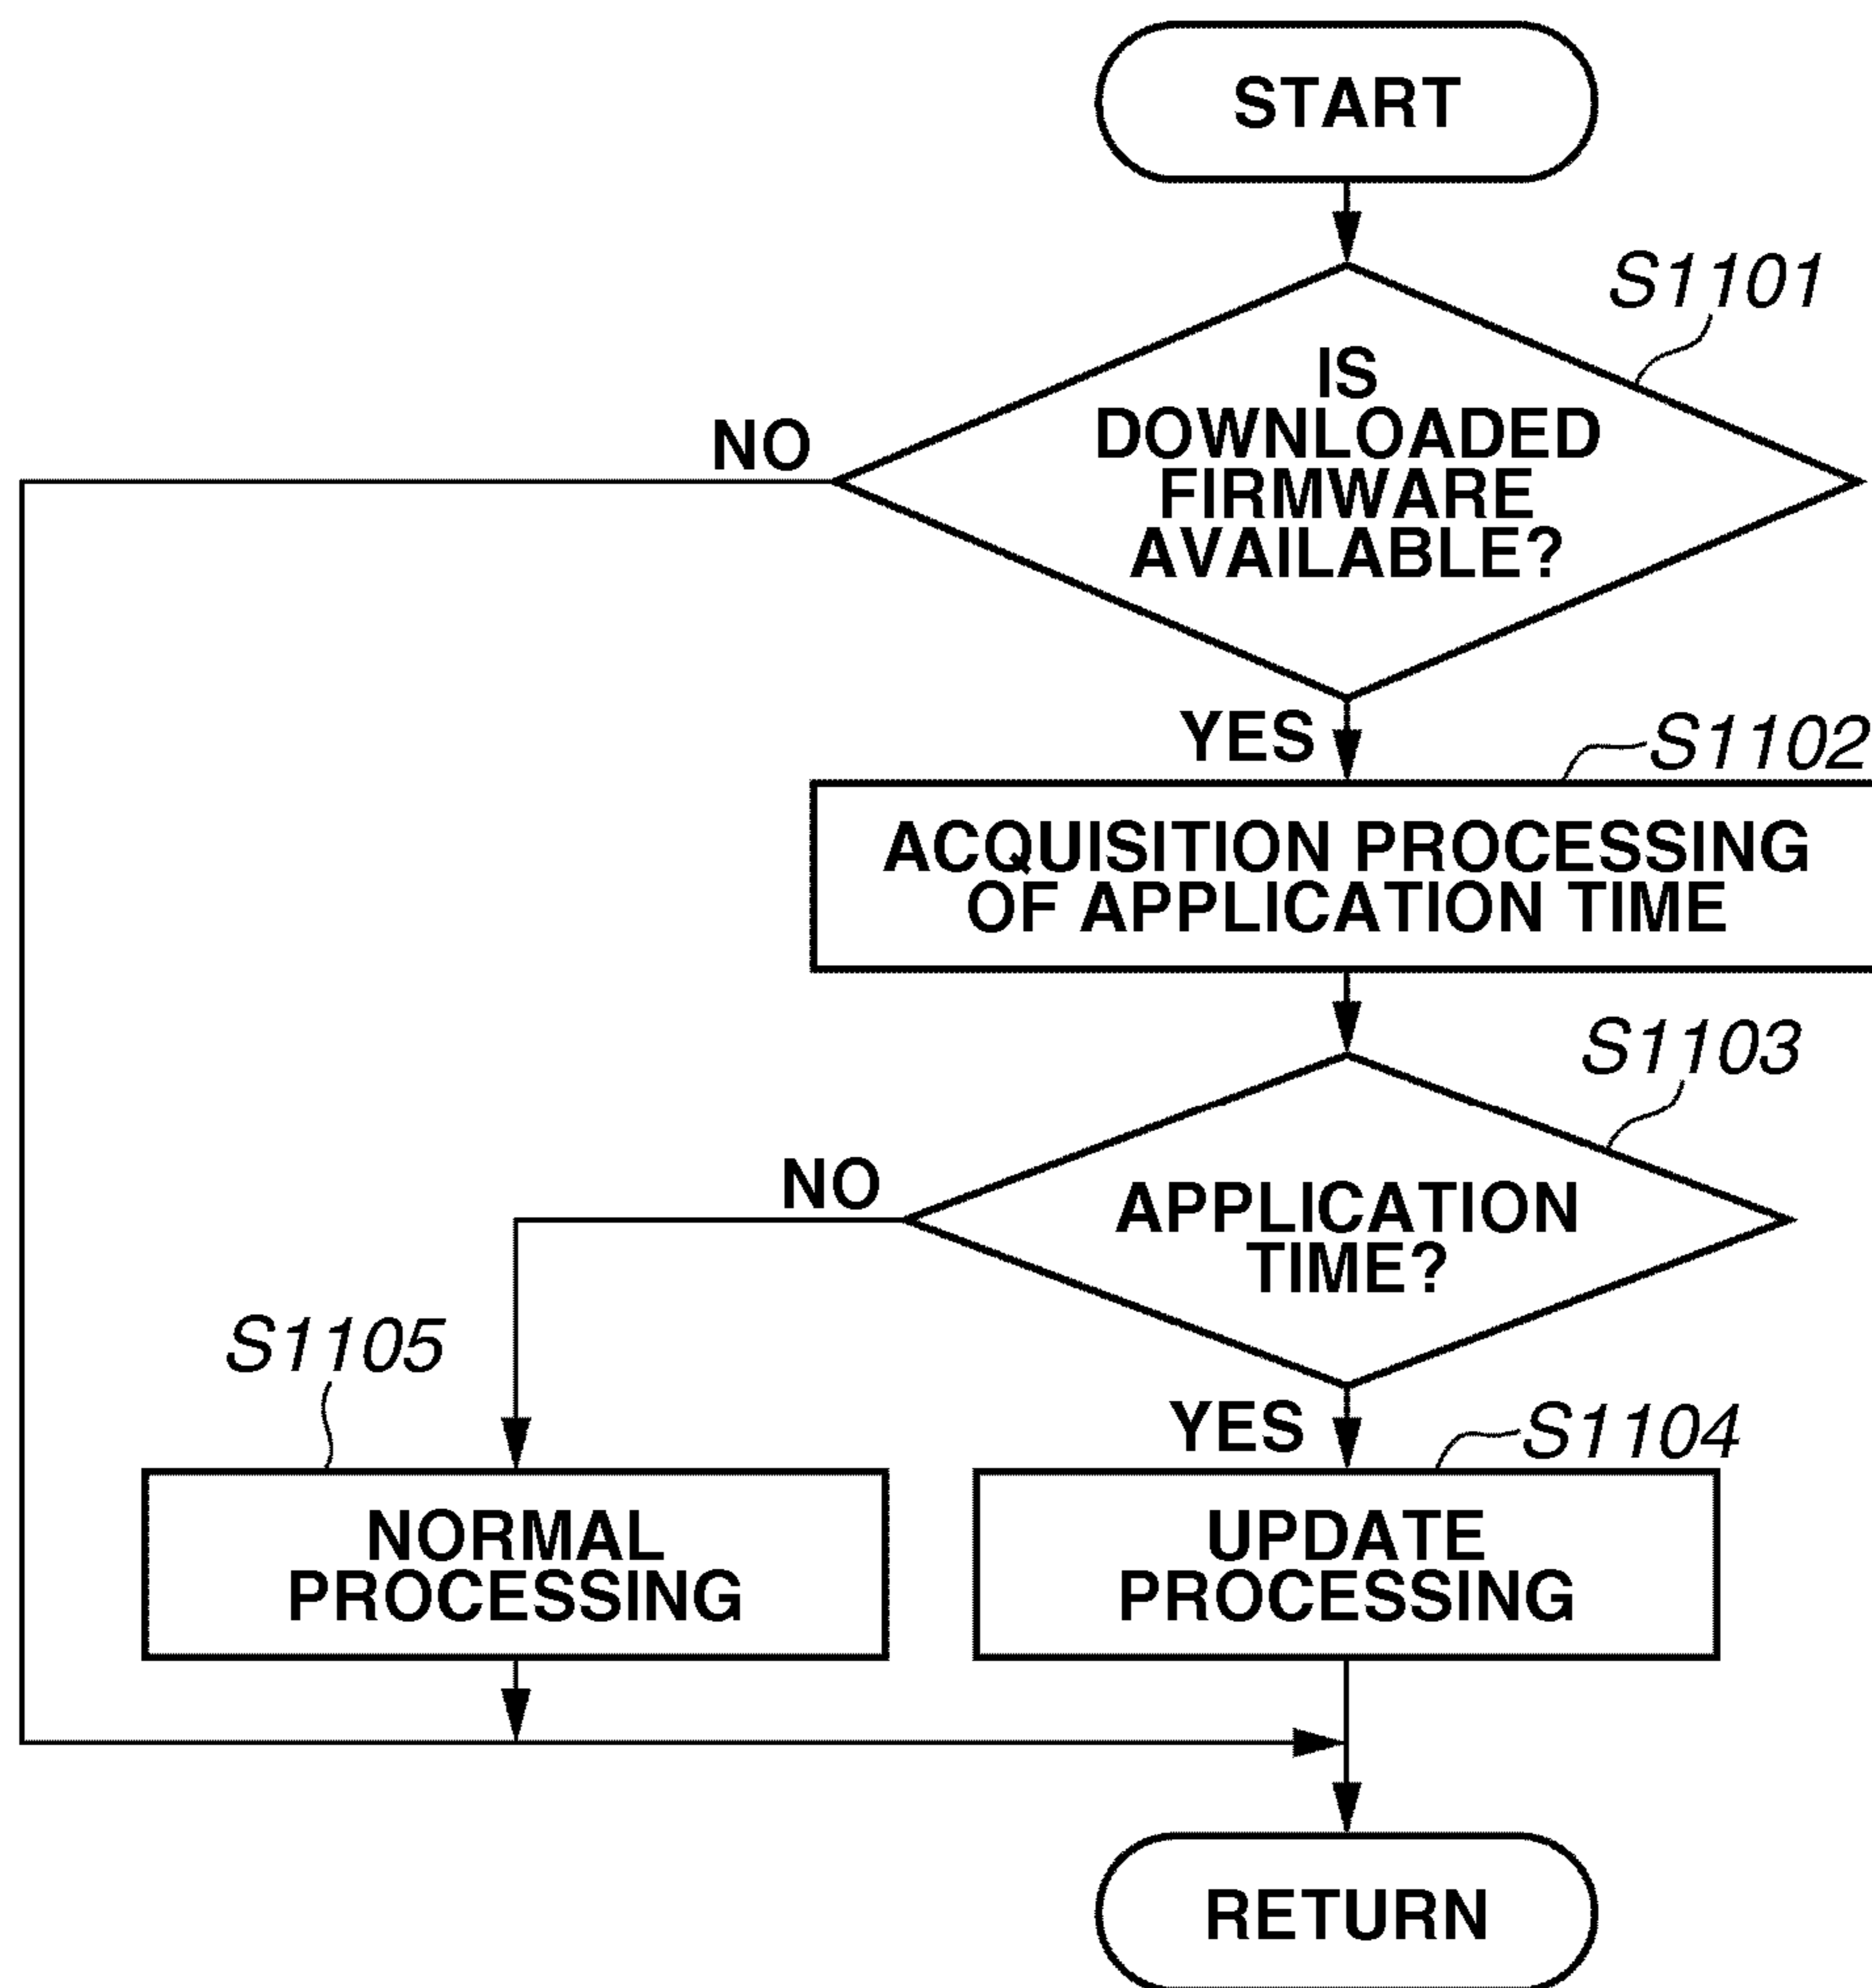 START
S1101
IS
DOWNLOADED
FIRMWARE
AVAILABLE?
NO
YES
S1102
ACQUISITION PROCESSING
OF APPLICATION TIME
S1103
APPLICATION
TIME?
NO
YES
S1105
S1104
NORMAL
PROCESSING
UPDATE
PROCESSING
RETURN